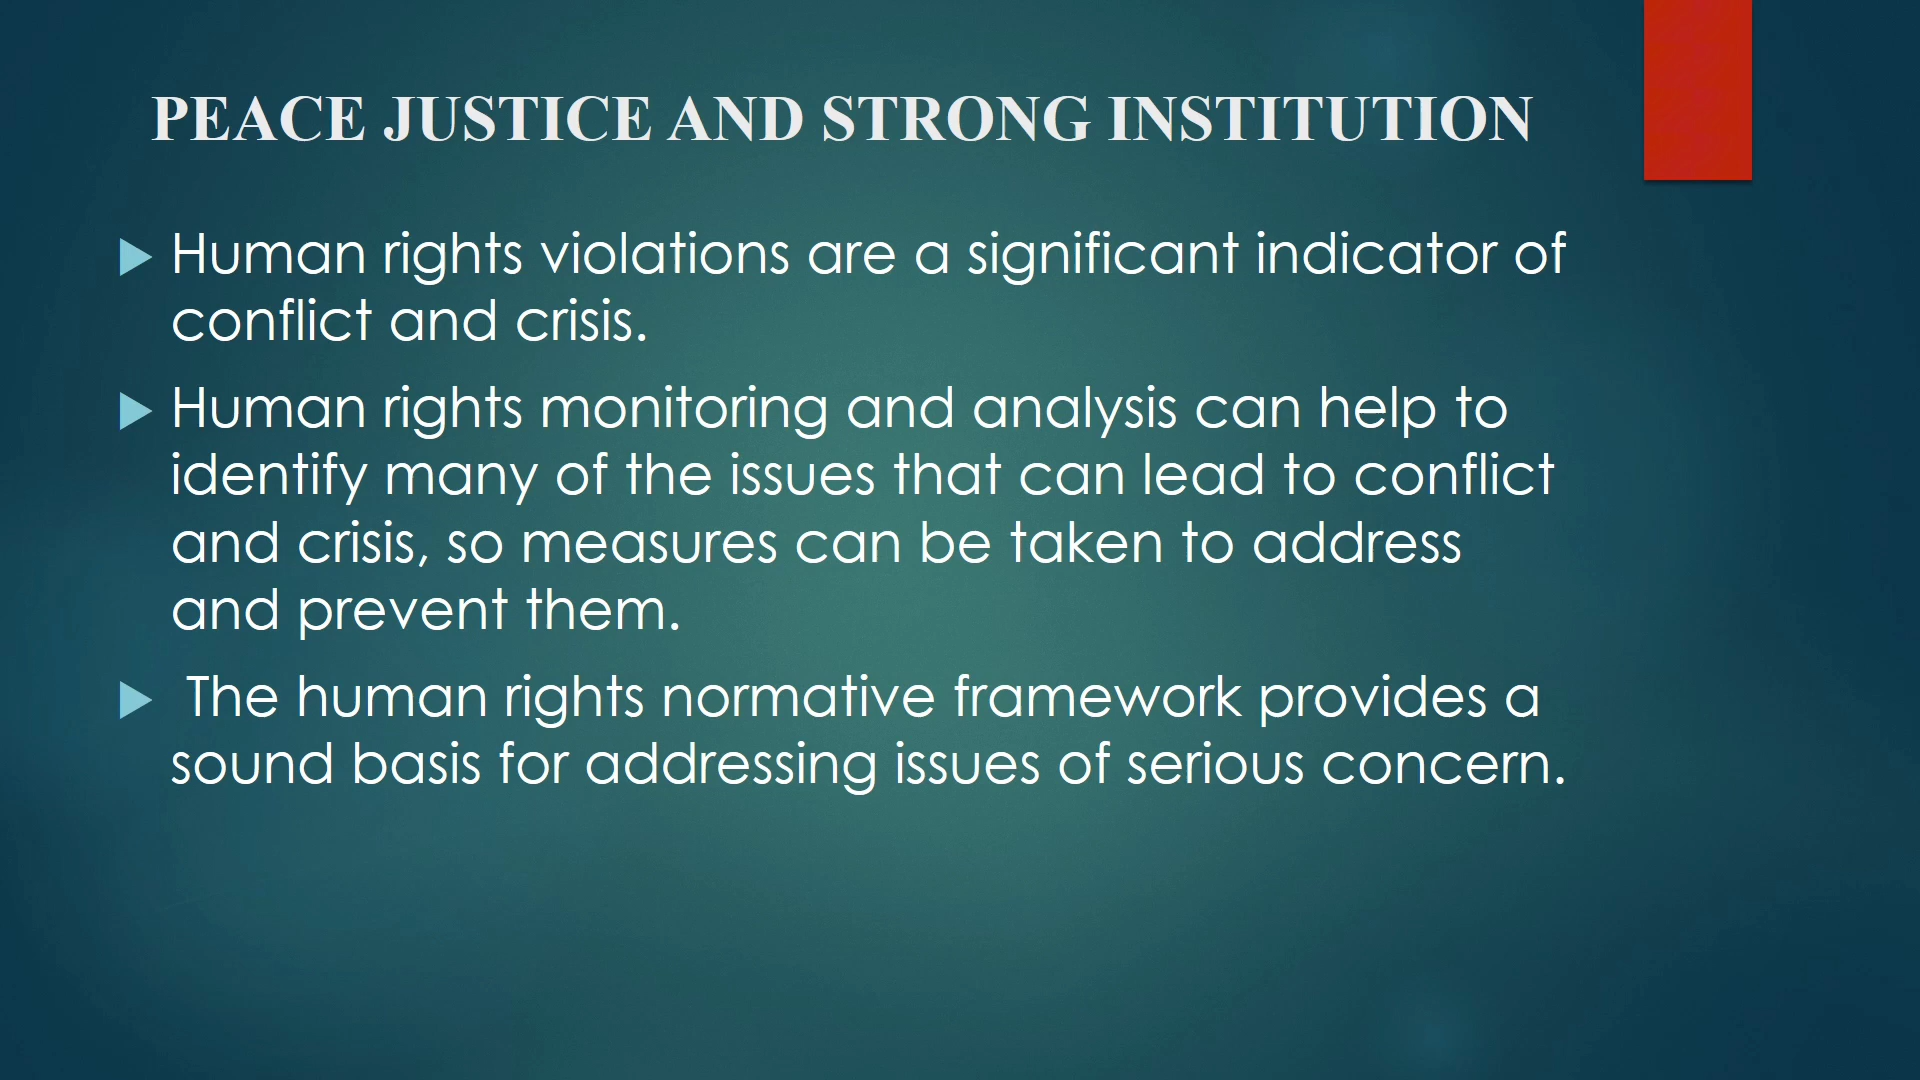 PEACE JUSTICE AND STRONG INSTITUTION
Human rights violations are a significant indicator of
conflict and crisis.
Human rights monitoring and analysis can help to
identify many of the issues that can lead to conflict
and crisis, so measures can be taken to address
and prevent them.
The human rights normative framework provides a
sound basis for addressing issues of serious concern.